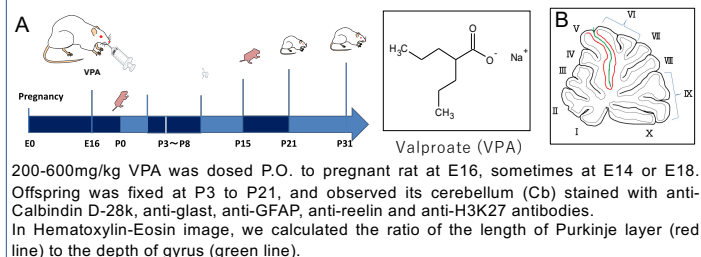 A
VPA
Pregnancy
E0
E16
P0
P3～P8
P15
P21
P31
H3C
O
O-
Na+
CH3
Valproate (VPA)
B
I
II
III
IV
V
VI
VII
VIII
IX
X
200-600mg/kg VPA was dosed P.O. to pregnant rat at E16, sometimes at E14 or E18.
Offspring was fixed at P3 to P21, and observed its cerebellum (Cb) stained with anti-
Calbindin D-28k, anti-glast, anti-GFAP, anti-reelin and anti-H3K27 antibodies.
In Hematoxylin-Eosin image, we calculated the ratio of the length of Purkinje layer (red
line) to the depth of gyrus (green line).